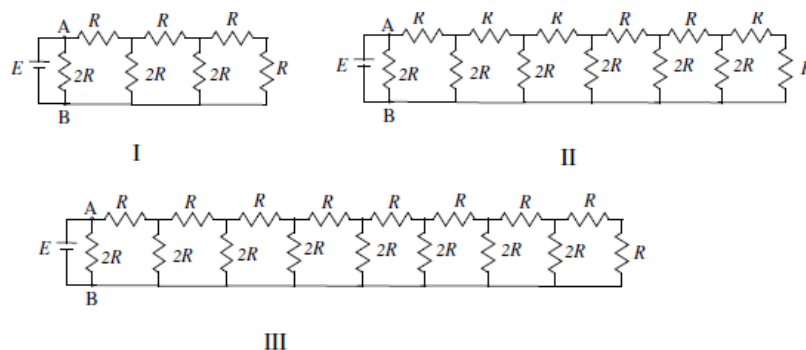 A R R R
E 2R 2R 2R R
B
I
A R R R R R R
E 2R 2R 2R 2R 2R 2R R
B
II
A R R R R R R R R
E 2R 2R 2R 2R 2R 2R 2R 2R R
B
III